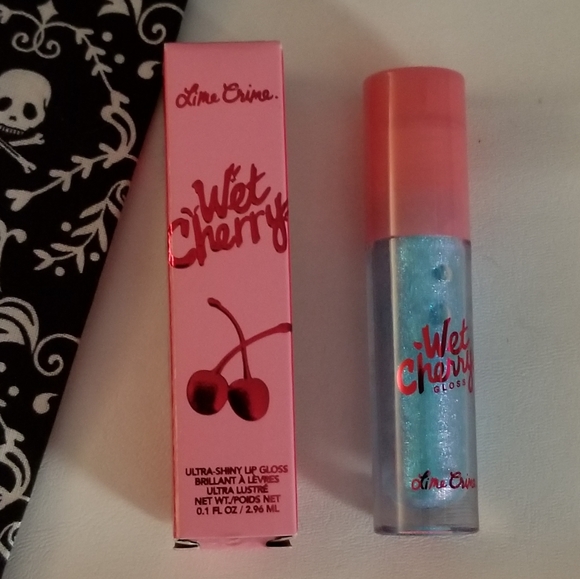 Lime Crime.
Wet
Cherry
ULTRA-SHINY LIP GLOSS
BRILLANT À LÈVRES
ULTRA LUSTRÉ
NET WT./POIDS NET
0.1 FL OZ / 2.96 ML
Wet
Cherry
GLOSS
Lime Crime